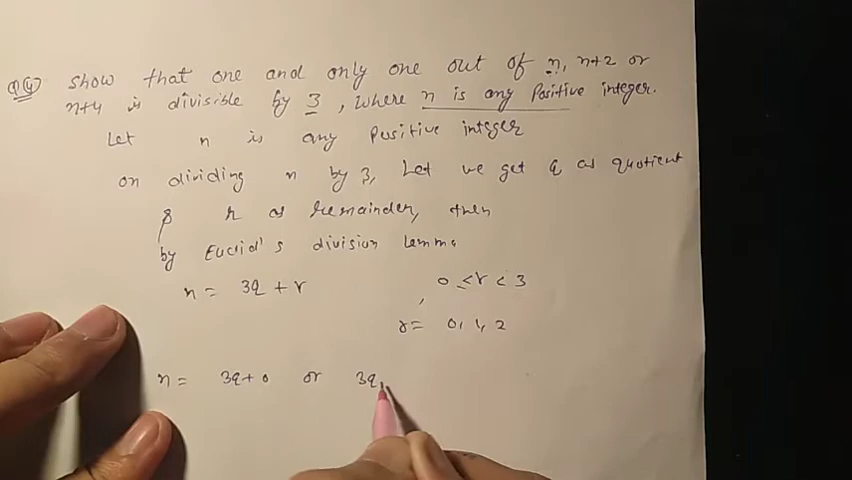 Q(4) Show that one and only one out of n, n+2 or
n+4 is divisible by 3, where n is any Positive integer.
Let n is any Positive integer
on dividing n by 3, Let we get q as quotient
& r as remainder, then
by Euclid's division lemma
n = 3q + r , 0 ≤ r < 3
r = 0, 1, 2
n = 3q + 0 or 3q